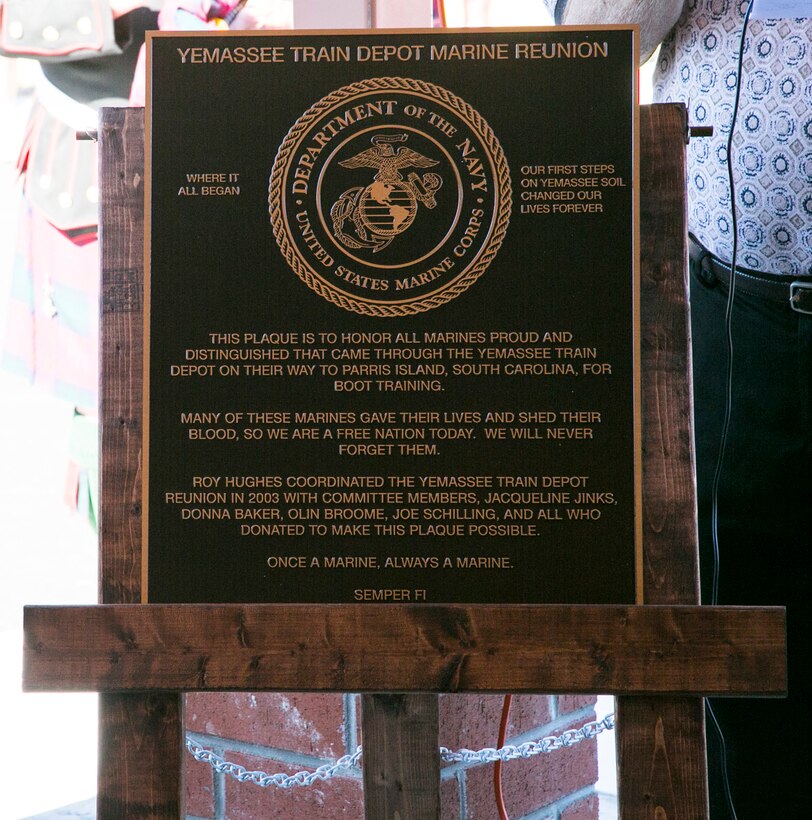 YEMASSEE TRAIN DEPOT MARINE REUNION
DEPARTMENT OF THE NAVY
UNITED STATES MARINE CORPS
WHERE IT
ALL BEGAN
OUR FIRST STEPS
ON YEMASSEE SOIL
CHANGED OUR
LIVES FOREVER
THIS PLAQUE IS TO HONOR ALL MARINES PROUD AND
DISTINGUISHED THAT CAME THROUGH THE YEMASSEE TRAIN
DEPOT ON THEIR WAY TO PARRIS ISLAND, SOUTH CAROLINA, FOR
BOOT TRAINING.
MANY OF THESE MARINES GAVE THEIR LIVES AND SHED THEIR
BLOOD, SO WE ARE A FREE NATION TODAY. WE WILL NEVER
FORGET THEM.
ROY HUGHES COORDINATED THE YEMASSEE TRAIN DEPOT
REUNION IN 2003 WITH COMMITTEE MEMBERS, JACQUELINE JINKS,
DONNA BAKER, OLIN BROOME, JOE SCHILLING, AND ALL WHO
DONATED TO MAKE THIS PLAQUE POSSIBLE.
ONCE A MARINE, ALWAYS A MARINE.
SEMPER FI